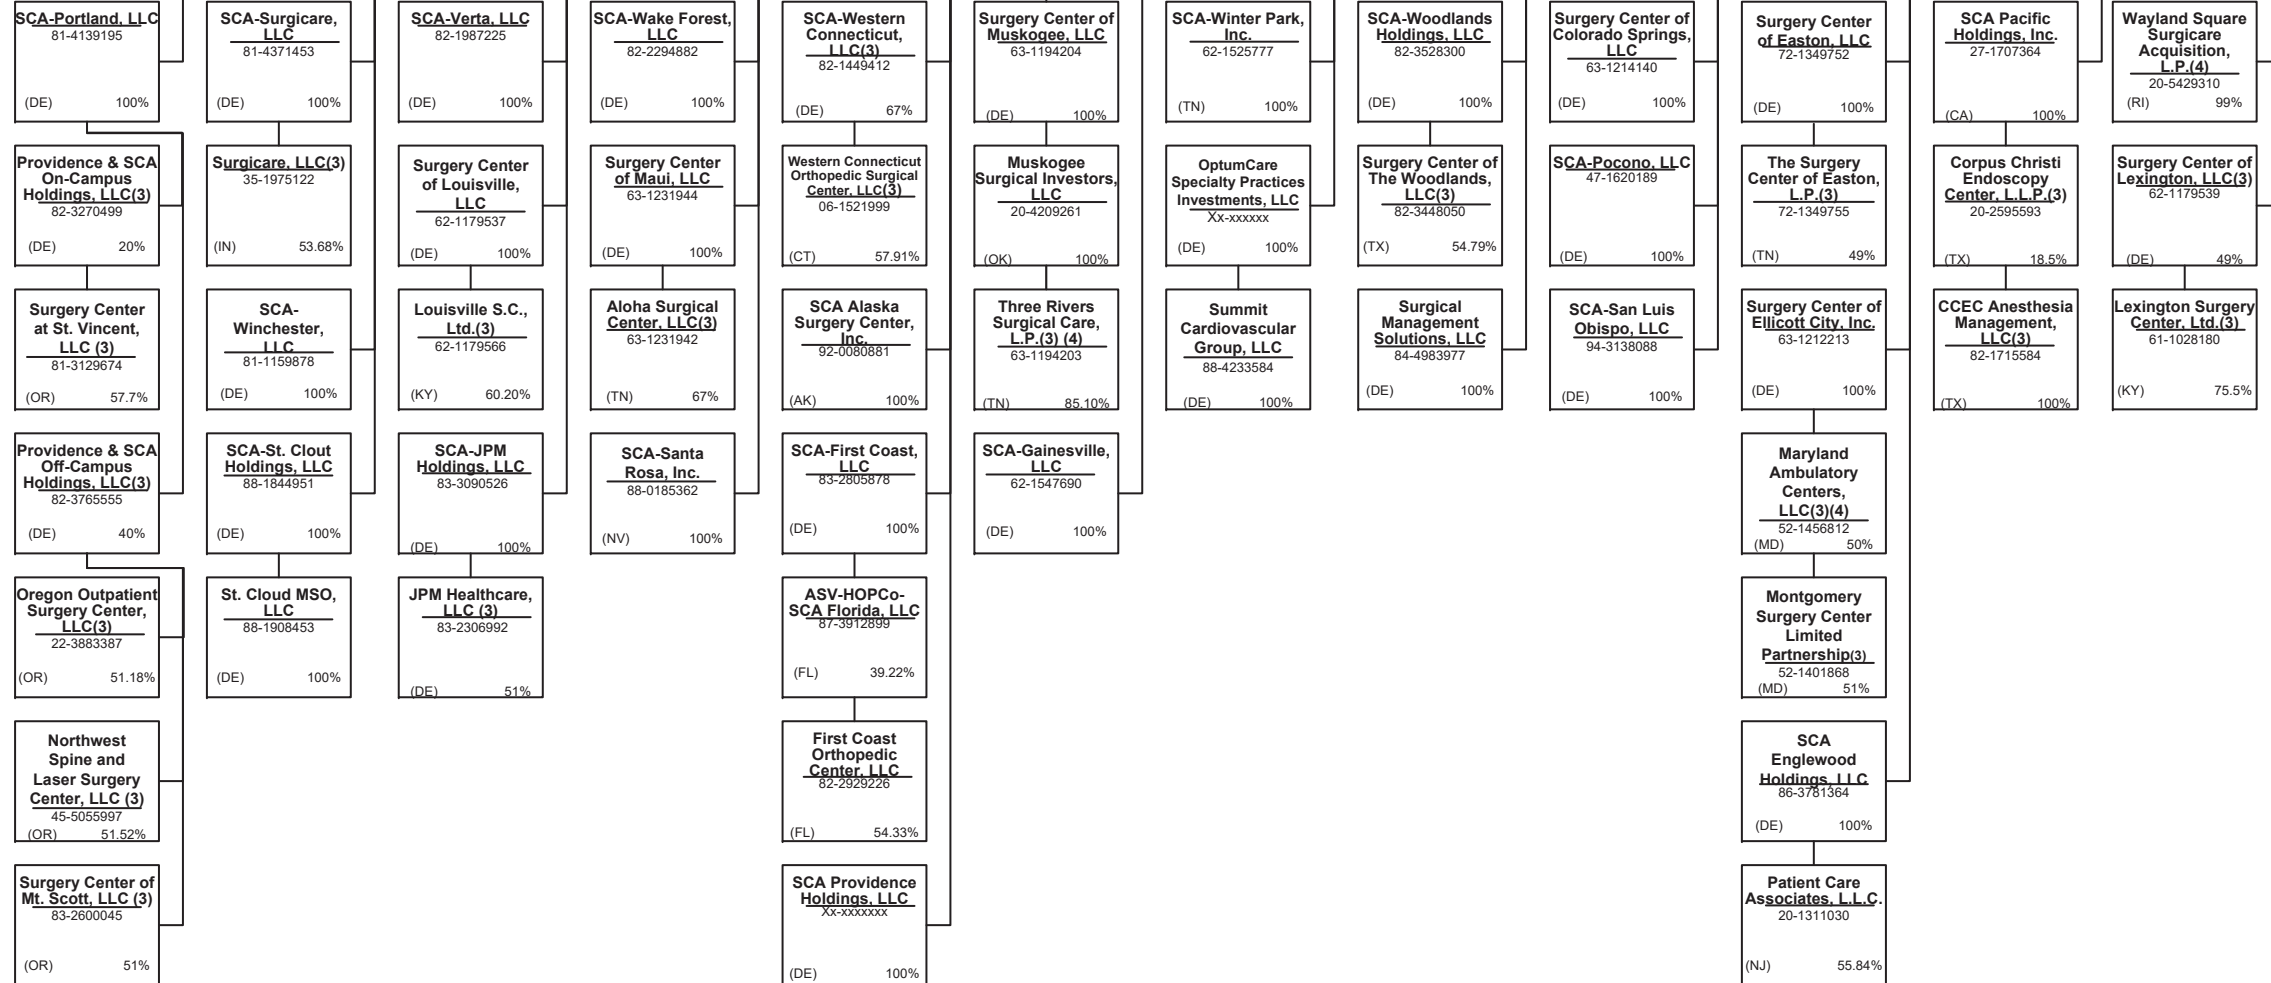 SCA-Portland, LLC
81-4139195
(DE) 100%
Providence & SCA
On-Campus
Holdings, LLC(3)
82-3270499
(DE) 20%
Surgery Center
at St. Vincent,
LLC (3)
81-3129674
(OR) 57.7%
Providence & SCA
Off-Campus
Holdings, LLC(3)
82-3765555
(DE) 40%
Oregon Outpatient
Surgery Center,
LLC(3)
22-3883387
(OR) 51.18%
Northwest
Spine and
Laser Surgery
Center, LLC (3)
45-5055997
(OR) 51.52%
Surgery Center of
Mt. Scott, LLC (3)
83-2600045
(OR) 51%
SCA-Surgicare,
LLC
81-4371453
(DE) 100%
Surgicare, LLC(3)
35-1975122
(IN) 53.68%
SCA-
Winchester,
LLC
81-1159878
(DE) 100%
SCA-St. Clout
Holdings, LLC
88-1844951
(DE) 100%
St. Cloud MSO,
LLC
88-1908453
(DE) 100%
SCA-Verta, LLC
82-1987225
(DE) 100%
Surgery Center
of Louisville,
LLC
62-1179537
(DE) 100%
Louisville S.C.,
Ltd.(3)
62-1179566
(KY) 60.20%
SCA-JPM
Holdings, LLC
83-3090526
(DE) 100%
JPM Healthcare,
LLC (3)
83-2306992
(DE) 51%
SCA-Wake Forest,
LLC
82-2294882
(DE) 100%
Surgery Center
of Maui, LLC
63-1231944
(DE) 100%
Aloha Surgical
Center, LLC(3)
63-1231942
(TN) 67%
SCA-Santa
Rosa, Inc.
88-0185362
(NV) 100%
SCA-Western
Connecticut,
LLC(3)
82-1449412
(DE) 67%
Western Connecticut
Orthopedic Surgical
Center, LLC(3)
06-1521999
(CT) 57.91%
SCA Alaska
Surgery Center,
Inc.
92-0080881
(AK) 100%
SCA-First Coast,
LLC
83-2805878
(DE) 100%
ASV-HOPCo-
SCA Florida, LLC
87-3912899
(FL) 39.22%
First Coast
Orthopedic
Center, LLC
82-2929226
(FL) 54.33%
SCA Providence
Holdings, LLC
Xx-xxxxxxx
(DE) 100%
Surgery Center of
Muskogee, LLC
63-1194204
(DE) 100%
Muskogee
Surgical Investors,
LLC
20-4209261
(OK) 100%
Three Rivers
Surgical Care,
L.P.(3) (4)
63-1194203
(TN) 85.10%
SCA-Gainesville,
LLC
62-1547690
(DE) 100%
SCA-Winter Park,
Inc.
62-1525777
(TN) 100%
OptumCare
Specialty Practices
Investments, LLC
Xx-xxxxxx
(DE) 100%
Summit
Cardiovascular
Group, LLC
88-4233584
(DE) 100%
SCA-Woodlands
Holdings, LLC
82-3528300
(DE) 100%
Surgery Center of
The Woodlands,
LLC(3)
82-3448050
(TX) 54.79%
Surgical
Management
Solutions, LLC
84-4983977
(DE) 100%
Surgery Center of
Colorado Springs,
LLC
63-1214140
(DE) 100%
SCA-Pocono, LLC
47-1620189
(DE) 100%
SCA-San Luis
Obispo, LLC
94-3138088
(DE) 100%
Surgery Center
of Easton, LLC
72-1349752
(DE) 100%
The Surgery
Center of Easton,
L.P.(3)
72-1349755
(TN) 49%
Surgery Center of
Ellicott City, Inc.
63-1212213
(DE) 100%
Maryland
Ambulatory
Centers,
LLC(3)(4)
52-1456812
(MD) 50%
Montgomery
Surgery Center
Limited
Partnership(3)
52-1401868
(MD) 51%
SCA
Englewood
Holdings, LLC
86-3781364
(DE) 100%
Patient Care
Associates, L.L.C.
20-1311030
(NJ) 55.84%
SCA Pacific
Holdings, Inc.
27-1707364
(CA) 100%
Corpus Christi
Endoscopy
Center, L.L.P.(3)
20-2595593
(TX) 18.5%
CCEC Anesthesia
Management,
LLC(3)
82-1715584
(TX) 100%
Wayland Square
Surgicare
Acquisition,
L.P.(4)
20-5429310
(RI) 99%
Surgery Center of
Lexington, LLC(3)
62-1179539
(DE) 49%
Lexington Surgery
Center, Ltd.(3)
61-1028180
(KY) 75.5%